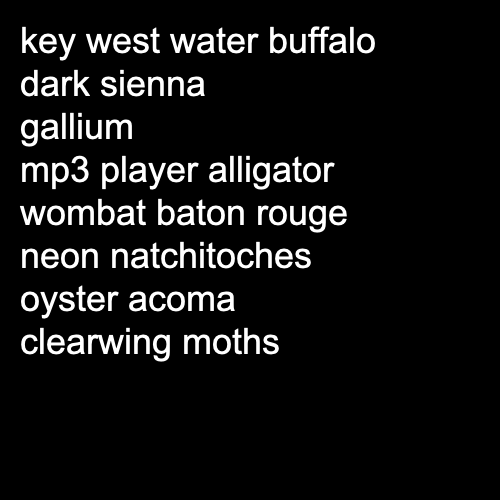 key west water buffalo
dark sienna
gallium
mp3 player alligator
wombat baton rouge
neon natchitoches
oyster acoma
clearwing moths